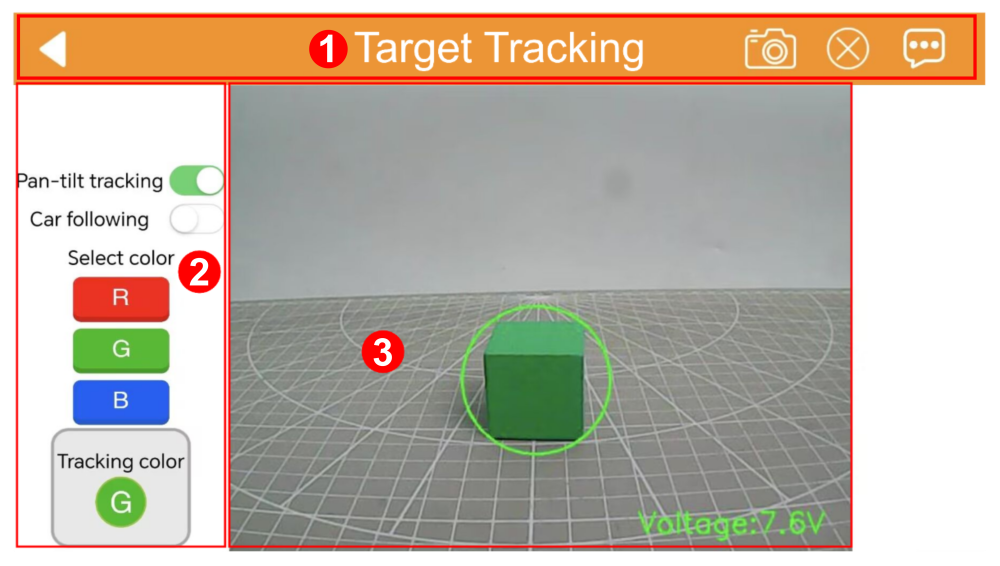 1 Target Tracking
Pan-tilt tracking
Car following
Select color
2
R
G
B
Tracking color
G
3
Voltage:7.6V